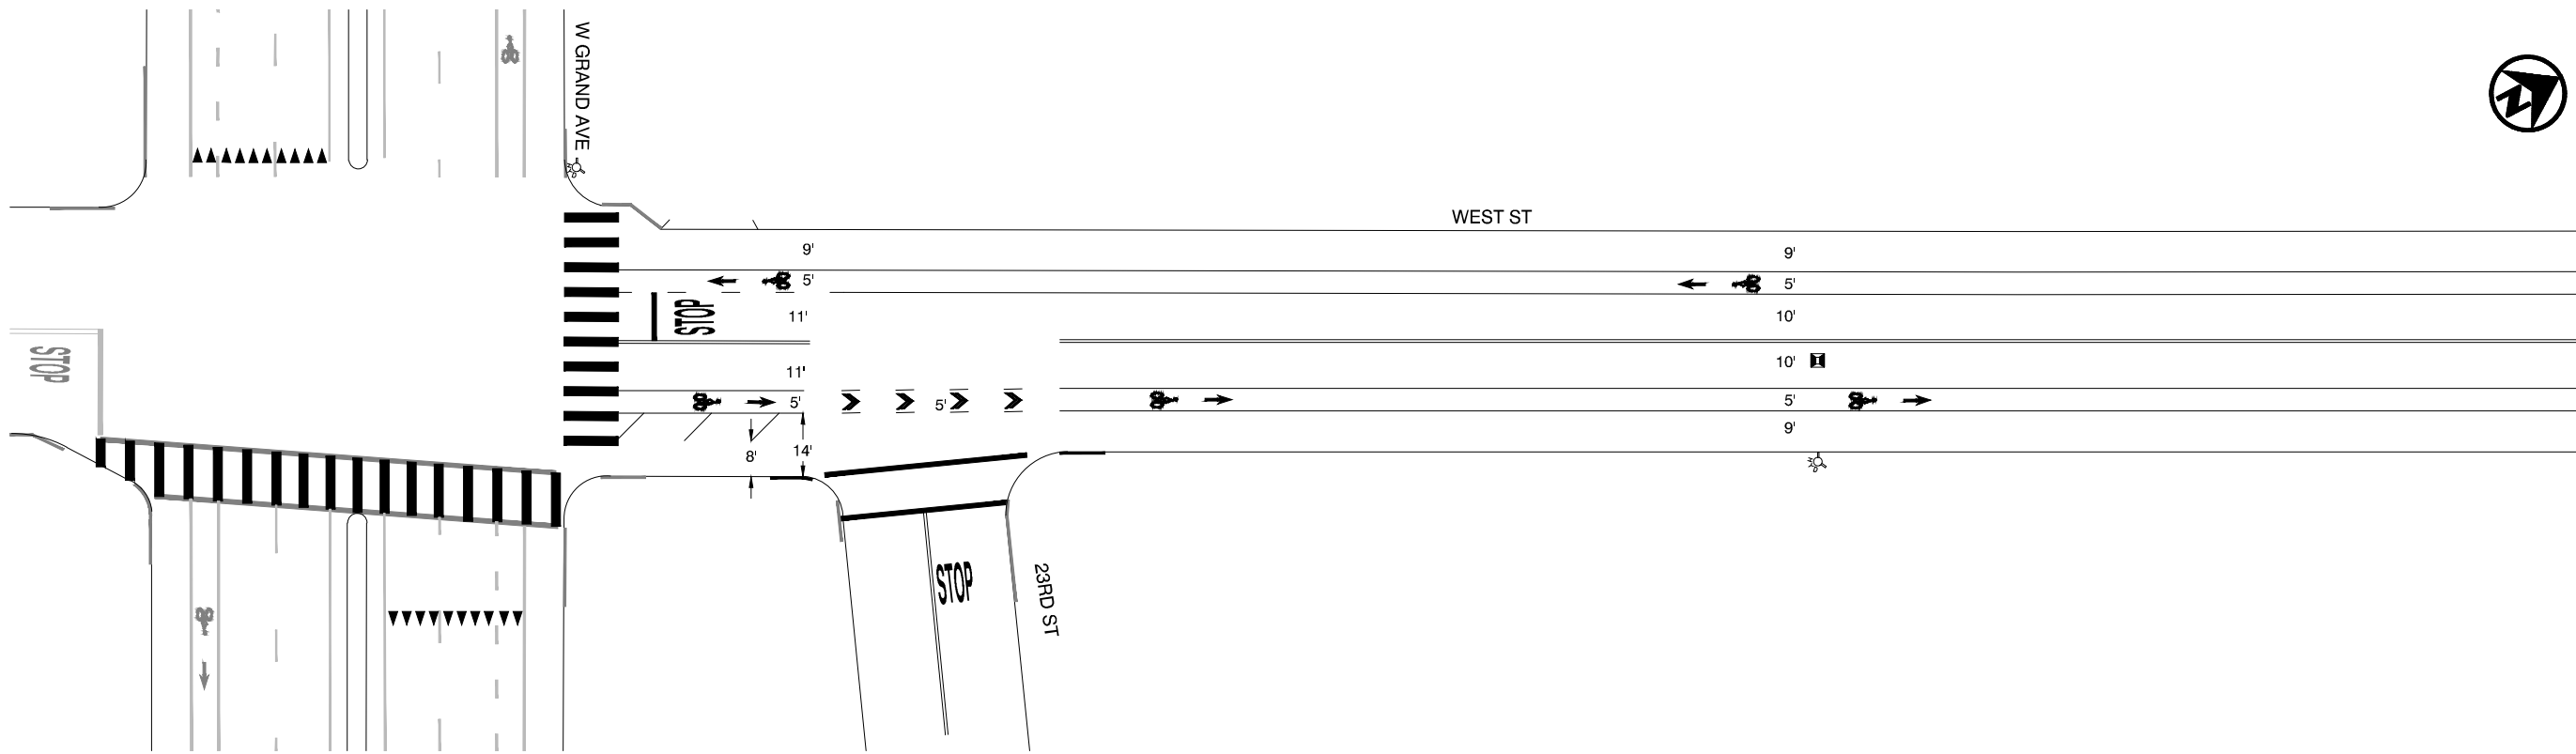 W GRAND AVE
N
WEST ST
9'
9'
5'
5'
STOP
11'
10'
STOP
11'
10'
5'
5'
5'
9'
14'
8'
STOP
23RD ST